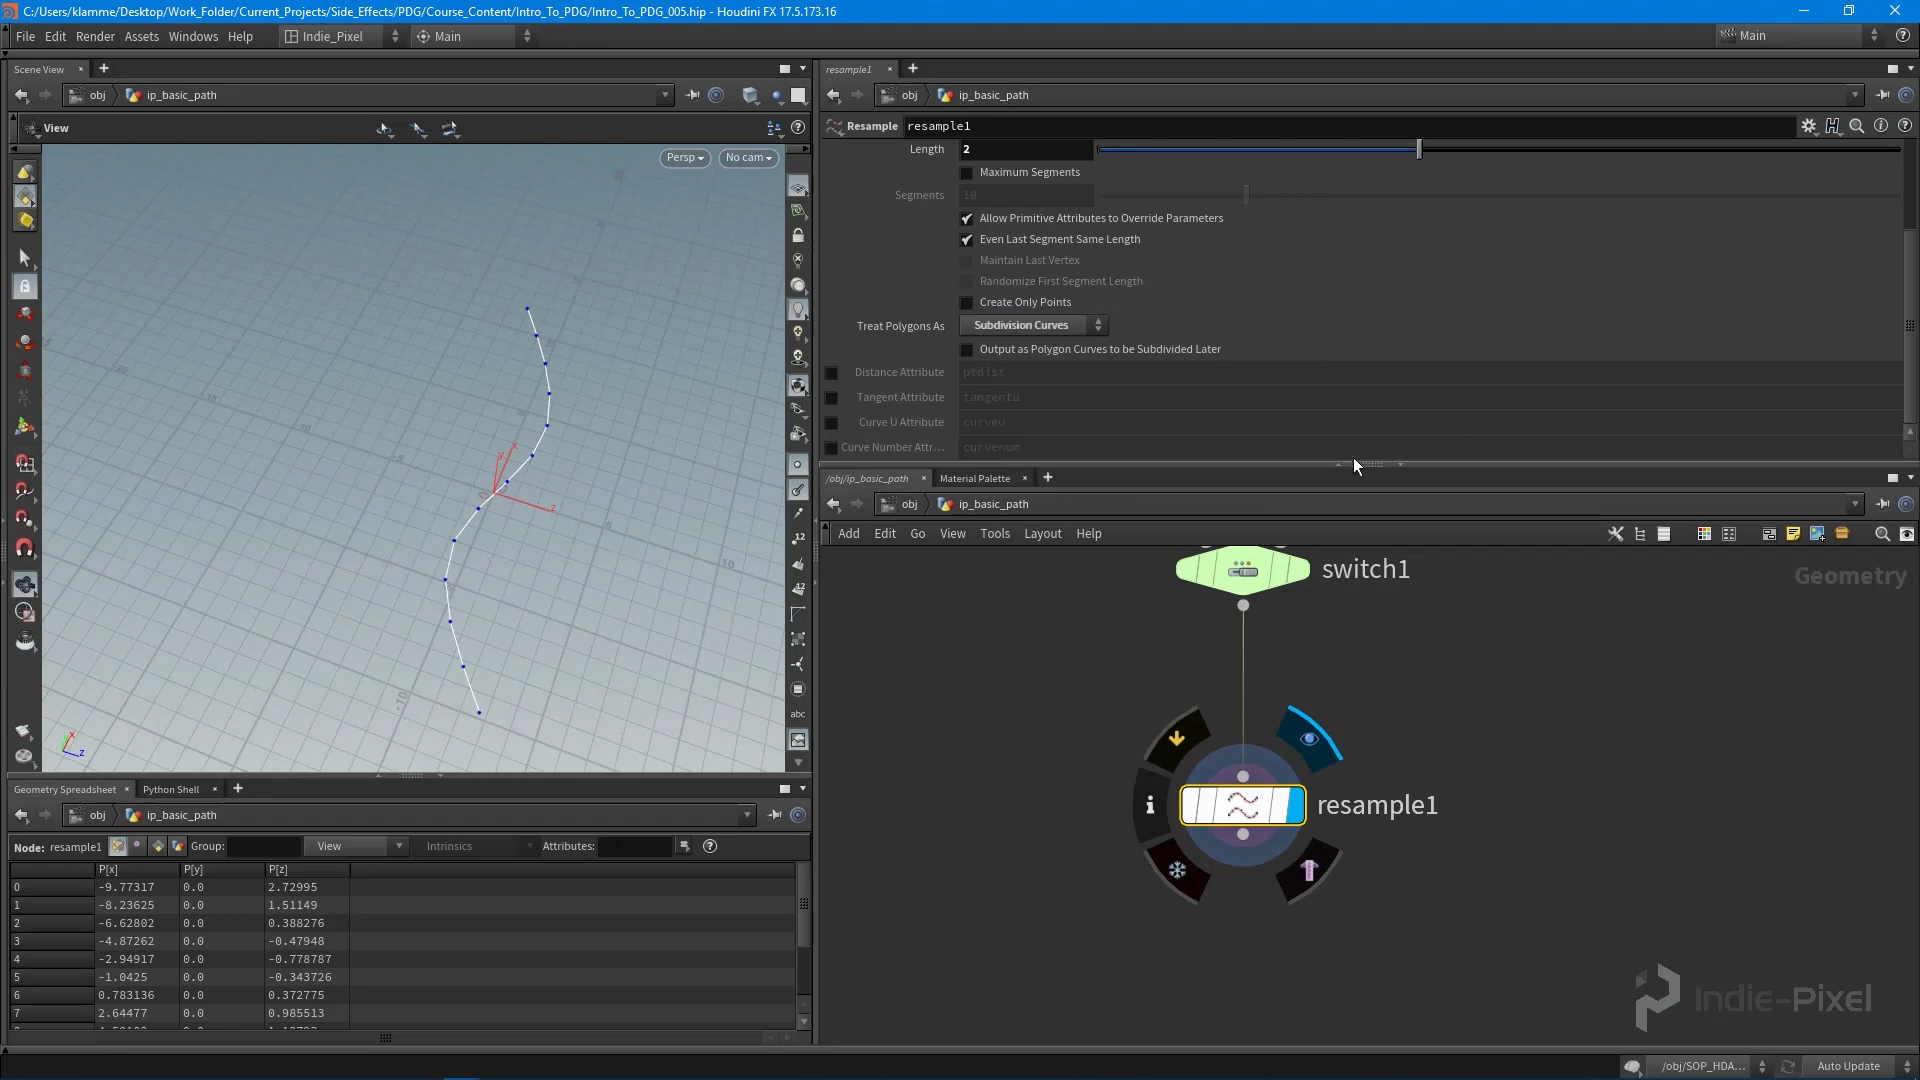 C:/Users/klamme/Desktop/Work_Folder/Current_Projects/Side_Effects/PDG/Course_Content/Intro_To_PDG/Intro_To_PDG_005.hip - Houdini FX 17.5.173.16
File Edit Render Assets Windows Help Indie_Pixel Main Main
Scene View
obj ip_basic_path
View
Persp No cam
resample1
obj ip_basic_path
Resample resample1
Length 2
Maximum Segments
Segments 10
Allow Primitive Attributes to Override Parameters
Even Last Segment Same Length
Maintain Last Vertex
Randomize First Segment Length
Create Only Points
Treat Polygons As Subdivision Curves
Output as Polygon Curves to be Subdivided Later
Distance Attribute ptdist
Tangent Attribute tangentu
Curve U Attribute curveu
Curve Number Attr... curvenum
/obj/ip_basic_path Material Palette
obj ip_basic_path
Add Edit Go View Tools Layout Help
switch1
Geometry
resample1
Indie-Pixel
Geometry Spreadsheet Python Shell
obj ip_basic_path
Node: resample1 Group: View Intrinsics Attributes:
P[x] P[y] P[z]
0 -9.77317 0.0 2.72995
1 -8.23625 0.0 1.51149
2 -6.62802 0.0 0.388276
3 -4.87262 0.0 -0.47948
4 -2.94917 0.0 -0.778787
5 -1.0425 0.0 -0.343726
6 0.783136 0.0 0.372775
7 2.64477 0.0 0.985513
/obj/SOP_HDA... Auto Update